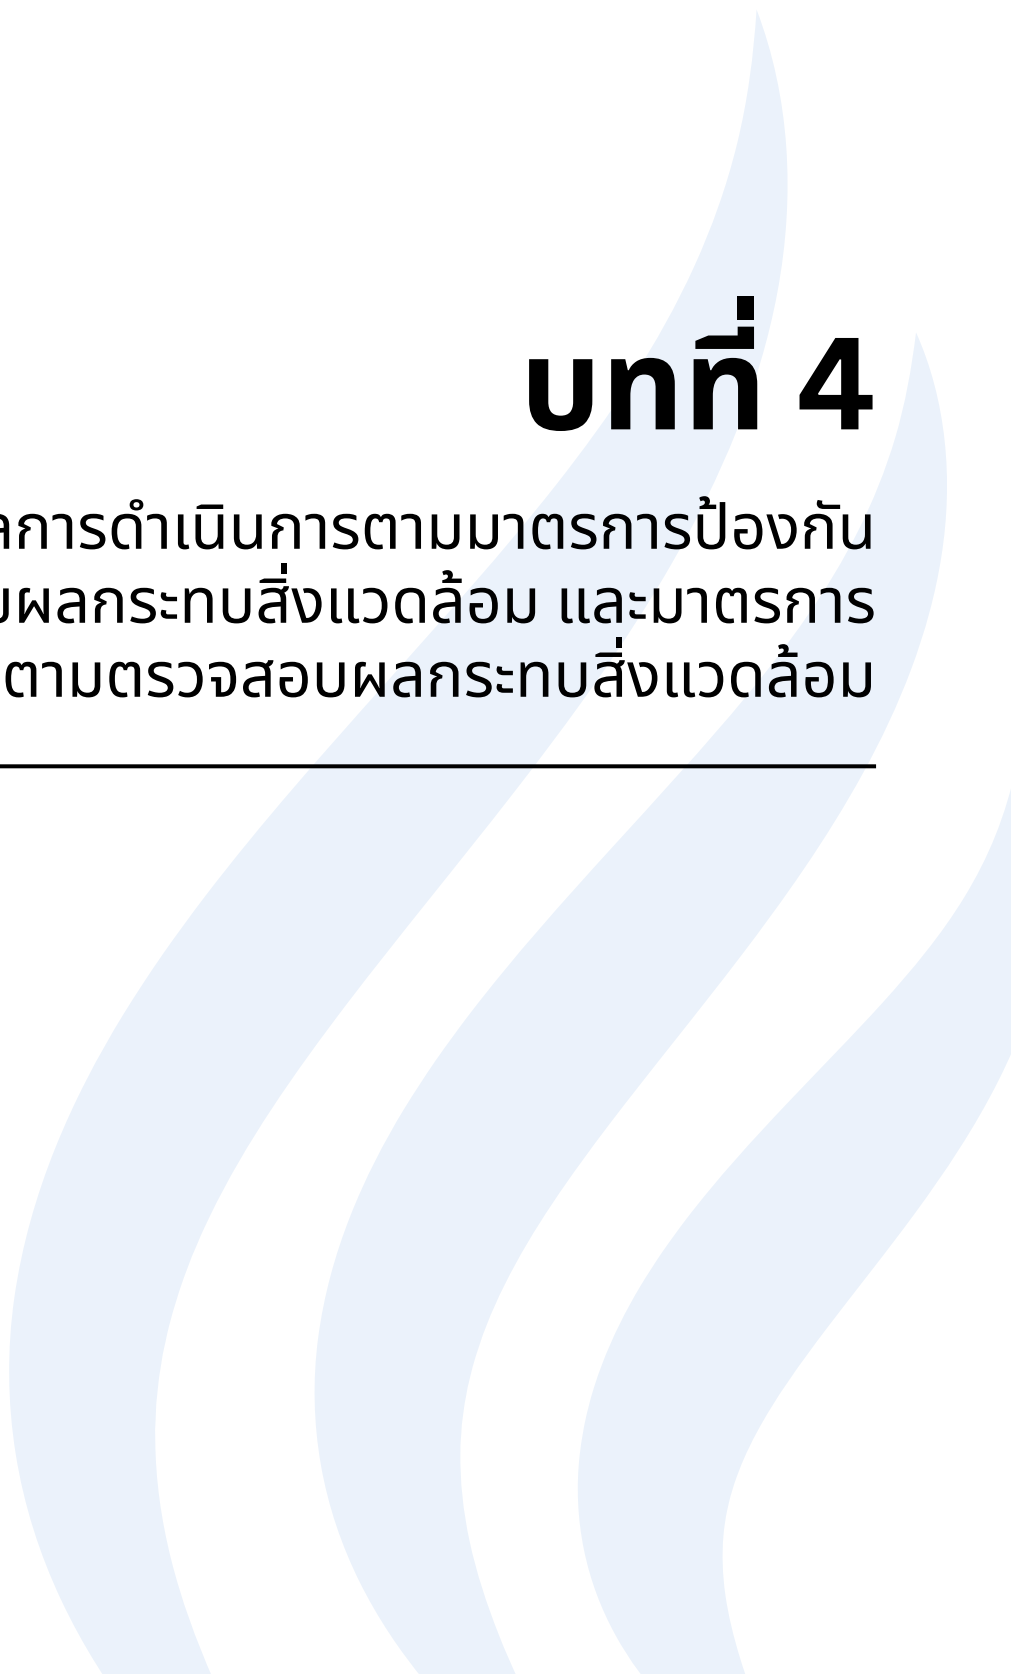 บทที่ 4
ลการดำเนินการตามมาตรการป้องกัน
ผลกระทบสิ่งแวดล้อม และมาตรการ
ตามตรวจสอบผลกระทบสิ่งแวดล้อม